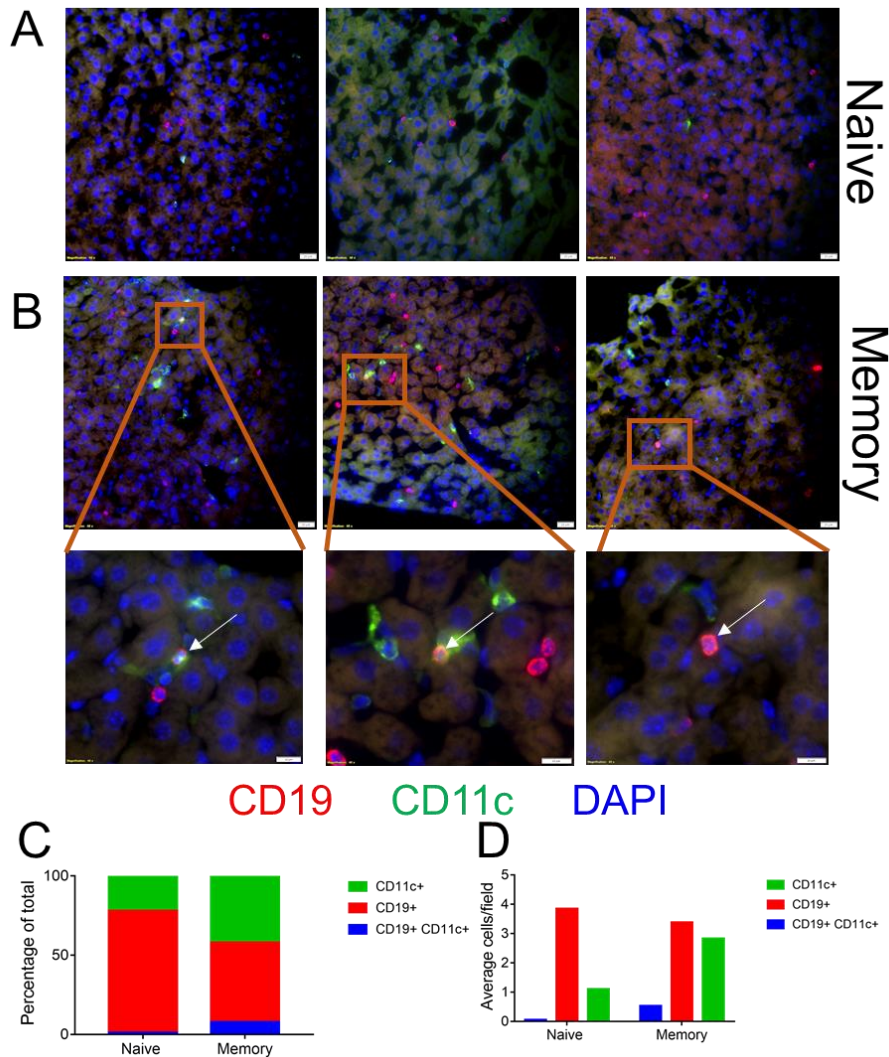 A
Naive
B
Memory
CD19 CD11c DAPI
C
Percentage of total
100
50
0
Naive Memory
CD11c+
CD19+
CD19+ CD11c+
D
Average cells/field
5
4
3
2
1
0
Naive Memory
CD11c+
CD19+
CD19+ CD11c+